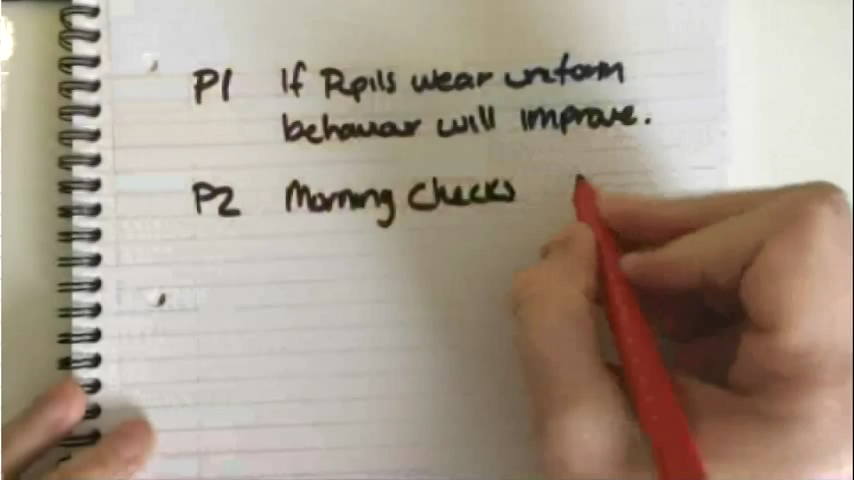 P1 If Pupils wear uniform
behaviour will improve.
P2 Morning Checks